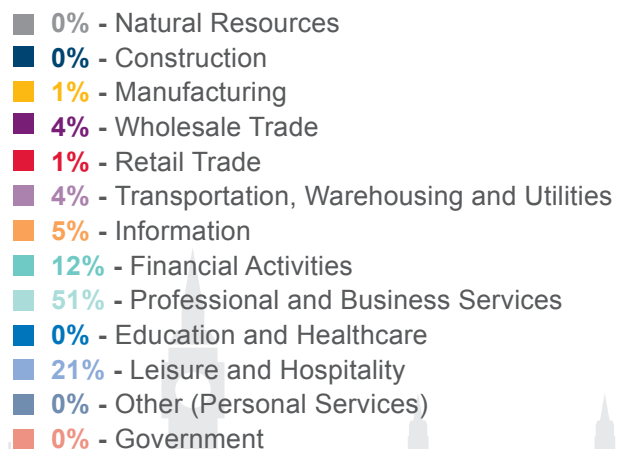 0% - Natural Resources
0% - Construction
1% - Manufacturing
4% - Wholesale Trade
1% - Retail Trade
4% - Transportation, Warehousing and Utilities
5% - Information
12% - Financial Activities
51% - Professional and Business Services
0% - Education and Healthcare
21% - Leisure and Hospitality
0% - Other (Personal Services)
0% - Government